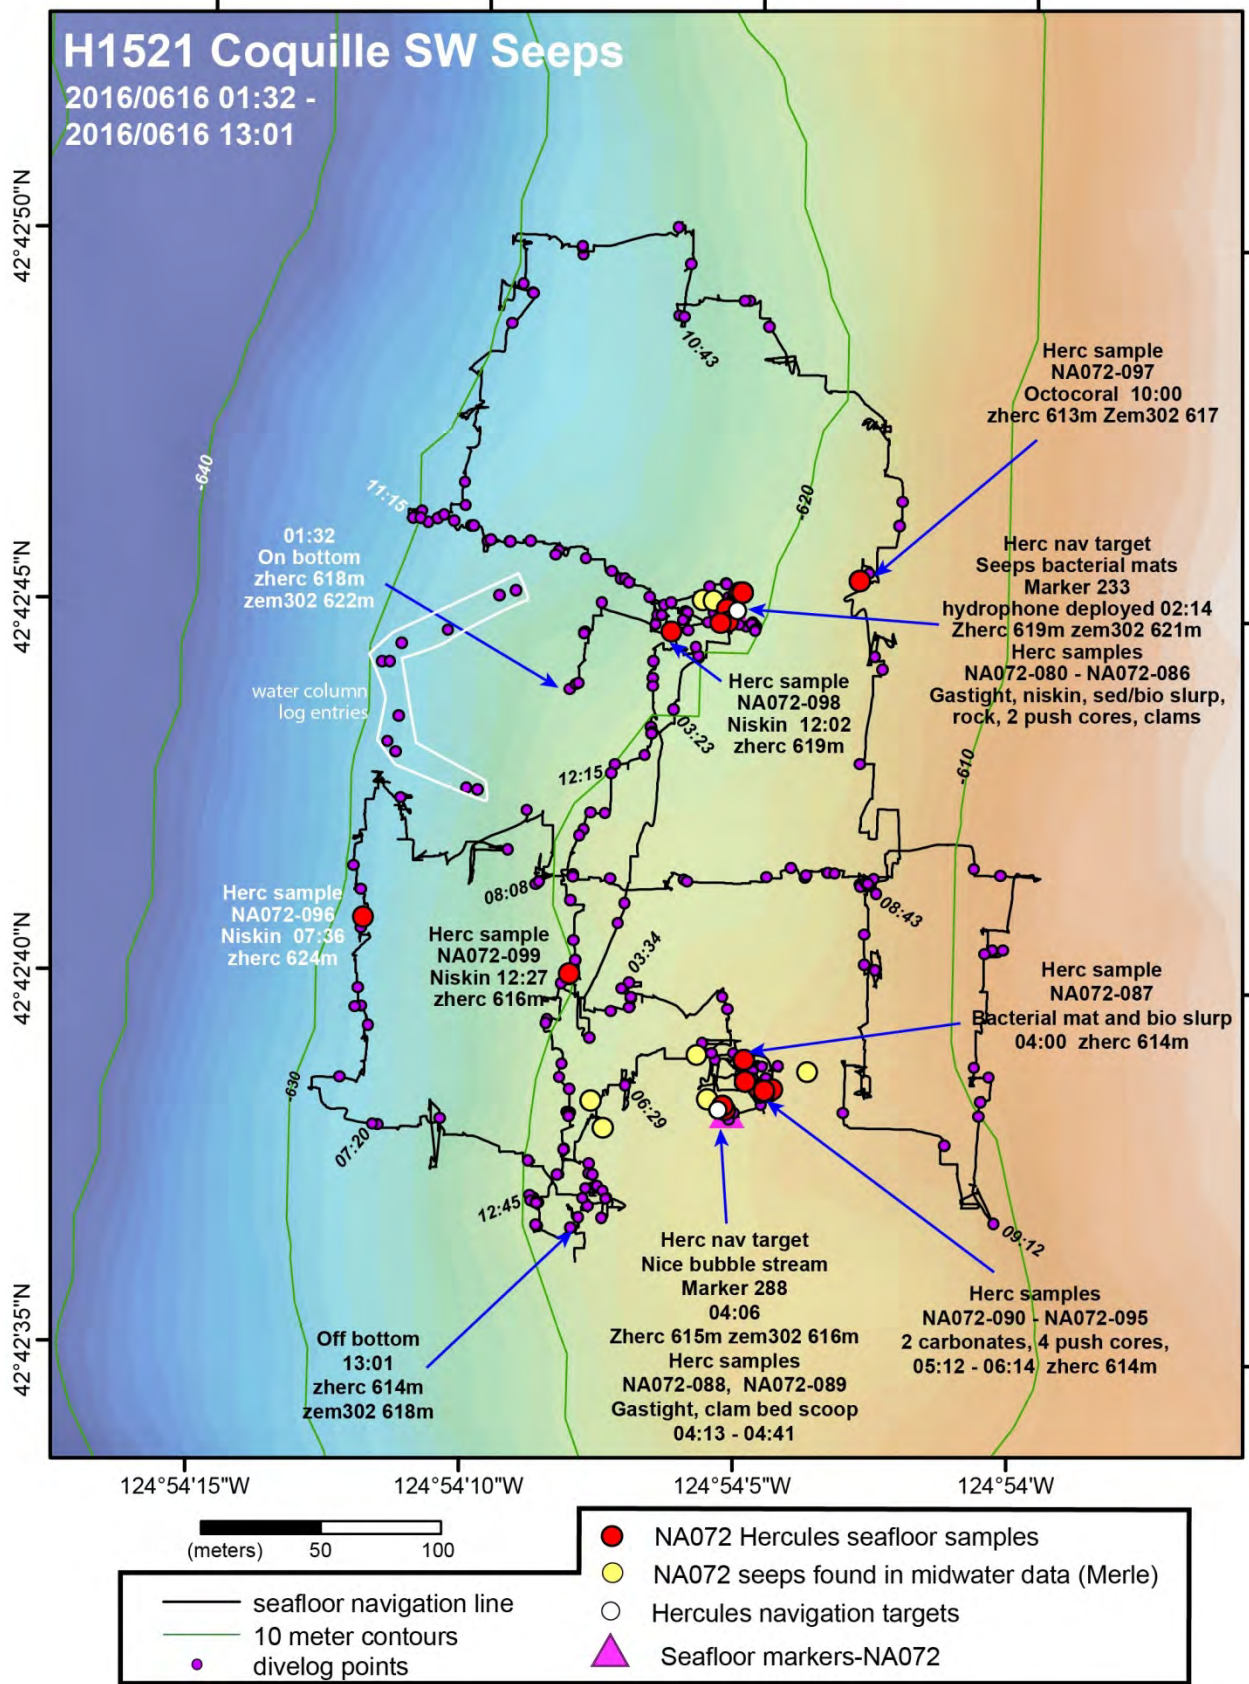 H1521 Coquille SW Seeps
2016/0616 01:32 -
2016/0616 13:01
42°42'50"N
42°42'45"N
42°42'40"N
42°42'35"N
10:43
Herc sample
NA072-097
Octocoral 10:00
zherc 613m Zem302 617
-640
11:15
-620
01:32
On bottom
zherc 618m
zem302 622m
Herc nav target
Seeps bacterial mats
Marker 233
hydrophone deployed 02:14
Zherc 619m zem302 621m
Herc samples
NA072-080 - NA072-086
Gastight, niskin, sed/bio slurp,
rock, 2 push cores, clams
water column
log entries
Herc sample
NA072-098
Niskin 12:02
zherc 619m
03:23
12:15
-610
08:08
08:43
Herc sample
NA072-096
Niskin 07:36
zherc 624m
Herc sample
NA072-099
Niskin 12:27
zherc 616m
03:34
Herc sample
NA072-087
Bacterial mat and bio slurp
04:00 zherc 614m
-630
06:29
07:20
12:45
09:12
Herc nav target
Nice bubble stream
Marker 288
04:06
Zherc 615m zem302 616m
Herc samples
NA072-088, NA072-089
Gastight, clam bed scoop
04:13 - 04:41
Herc samples
NA072-090 - NA072-095
2 carbonates, 4 push cores,
05:12 - 06:14 zherc 614m
Off bottom
13:01
zherc 614m
zem302 618m
124°54'15"W
124°54'10"W
124°54'5"W
124°54'W
(meters) 50 100
seafloor navigation line
10 meter contours
divelog points
NA072 Hercules seafloor samples
NA072 seeps found in midwater data (Merle)
Hercules navigation targets
Seafloor markers-NA072